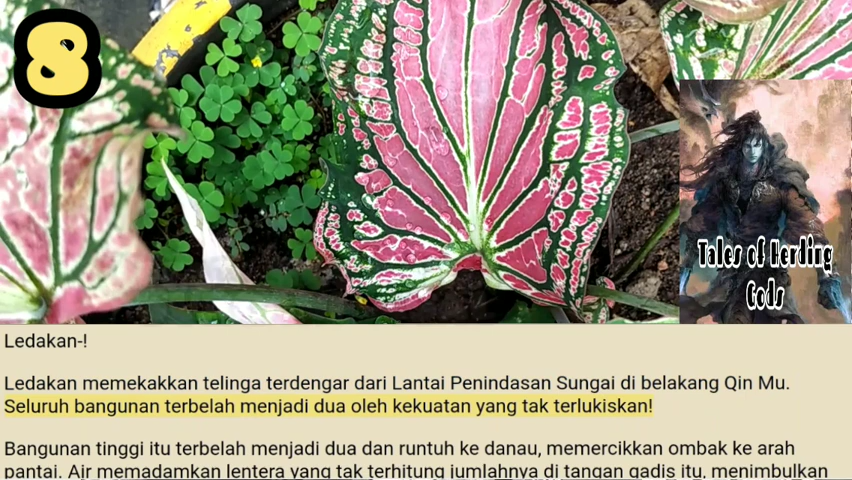 8
Tales of Herding
Gods
Ledakan-!
Ledakan memekakkan telinga terdengar dari Lantai Penindasan Sungai di belakang Qin Mu.
Seluruh bangunan terbelah menjadi dua oleh kekuatan yang tak terlukiskan!
Bangunan tinggi itu terbelah menjadi dua dan runtuh ke danau, memercikkan ombak ke arah
pantai. Air memadamkan lentera yang tak terhitung jumlahnya di tangan gadis itu, menimbulkan